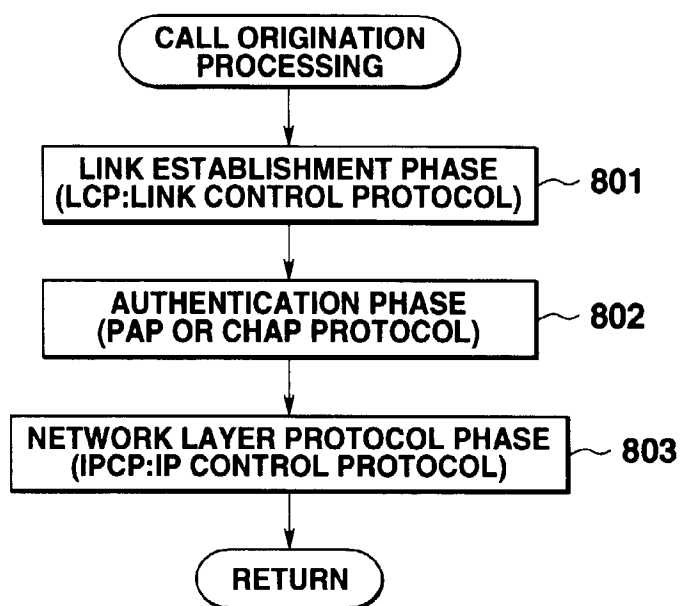 CALL ORIGINATION
PROCESSING
LINK ESTABLISHMENT PHASE
(LCP:LINK CONTROL PROTOCOL)
801
AUTHENTICATION PHASE
(PAP OR CHAP PROTOCOL)
802
NETWORK LAYER PROTOCOL PHASE
(IPCP:IP CONTROL PROTOCOL)
803
RETURN